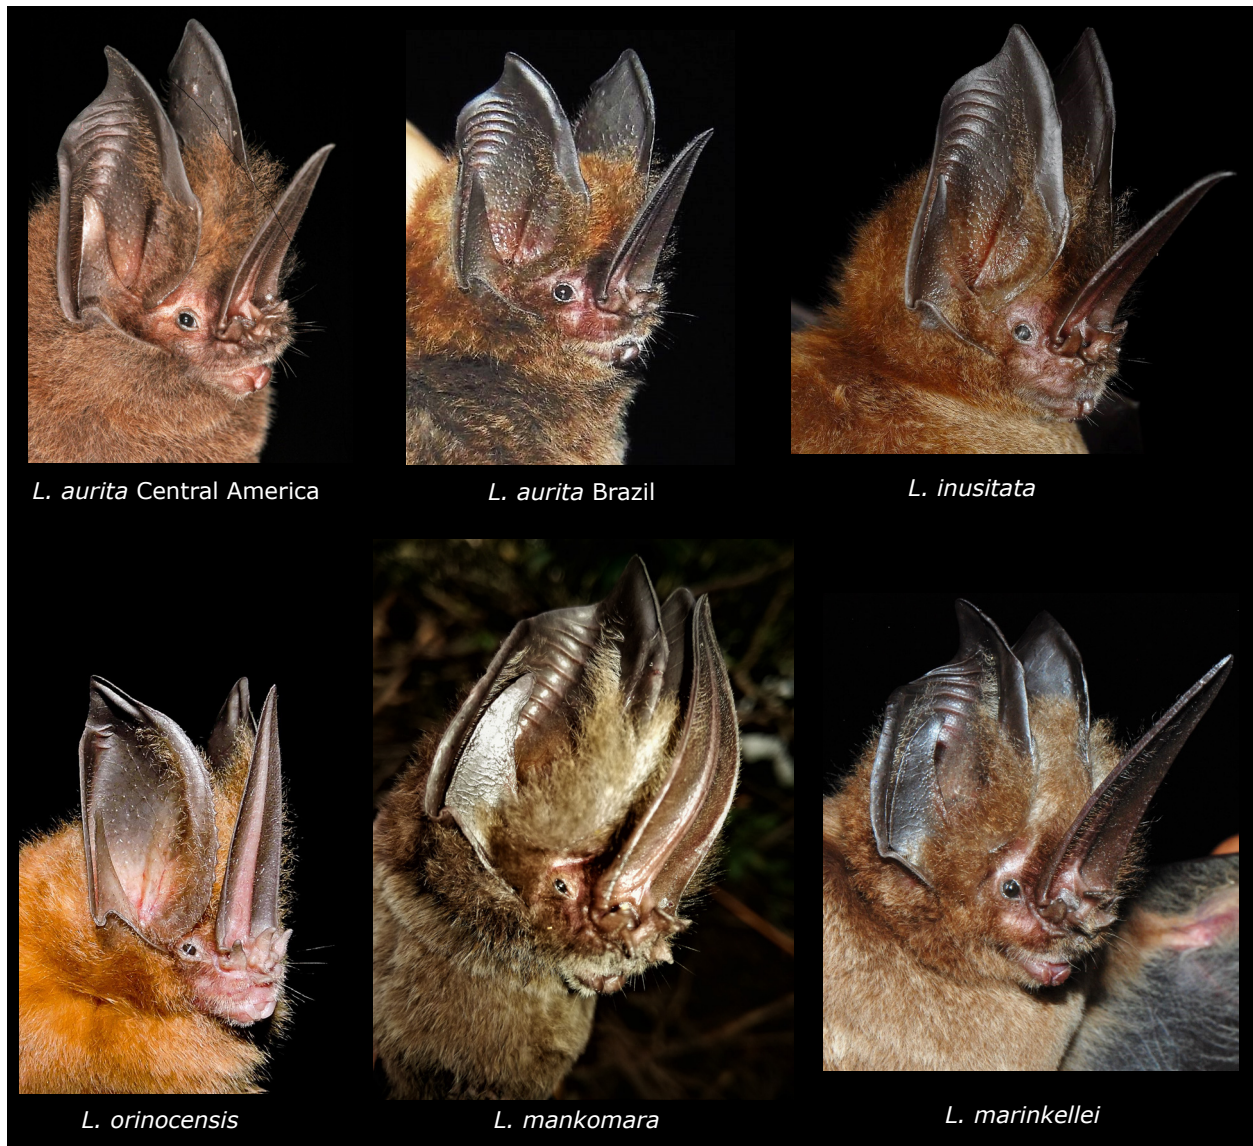 L. aurita Central America
L. aurita Brazil
L. inusitata
L. orinocensis
L. mankomara
L. marinkellei